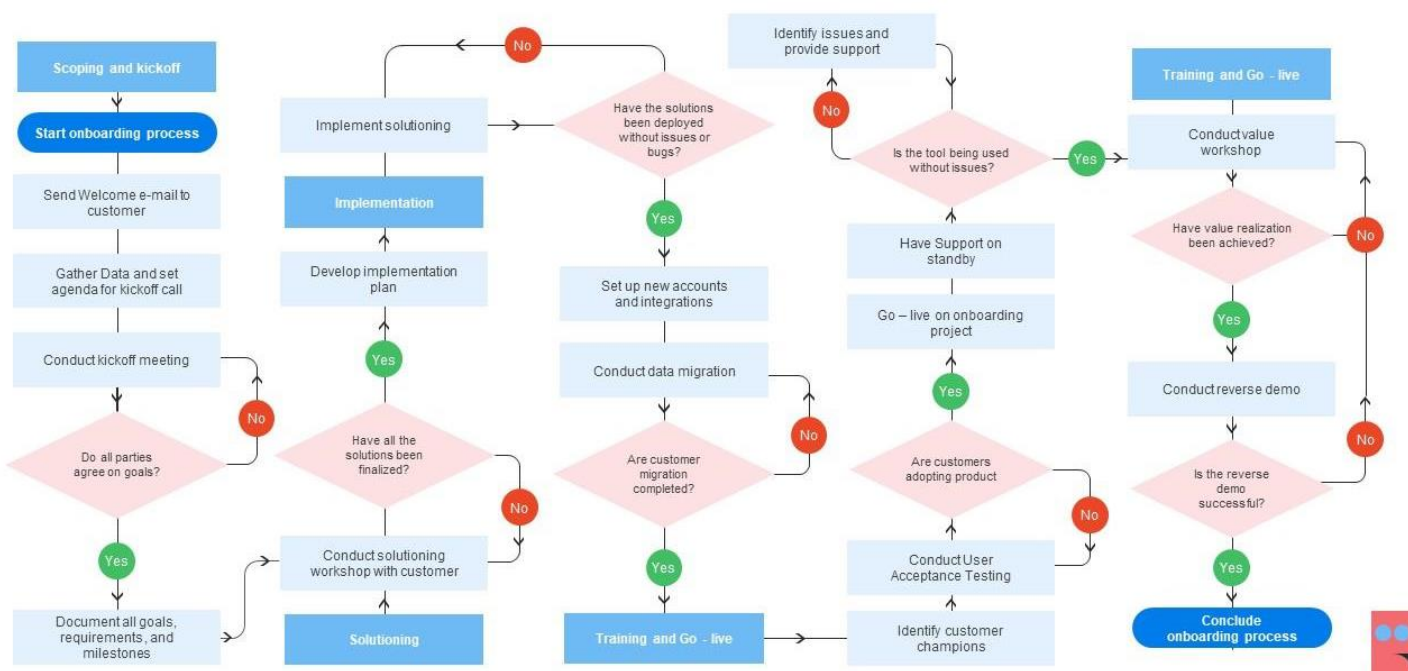 Scoping and kickoff
Start onboarding process
Send Welcome e-mail to
customer
Gather Data and set
agenda for kickoff call
Conduct kickoff meeting
No
Do all parties
agree on goals?
Yes
Document all goals,
requirements, and
milestones
No
Implement solutioning
Implementation
Develop implementation
plan
Yes
Have all the
solutions been
finalized?
No
Conduct solutioning
workshop with customer
Solutioning
Have the solutions
been deployed
without issues or
bugs?
Yes
Set up new accounts
and integrations
Conduct data migration
No
Are customer
migration
completed?
Yes
Training and Go - live
Identify issues and
provide support
No
Is the tool being used
without issues?
Yes
Have Support on
standby
Go – live on onboarding
project
Yes
Are customers
adopting product
No
Conduct User
Acceptance Testing
Identify customer
champions
Training and Go - live
Conduct value
workshop
Have value realization
been achieved?
No
Yes
Conduct reverse demo
No
Is the reverse
demo
successful?
Yes
Conclude
onboarding process